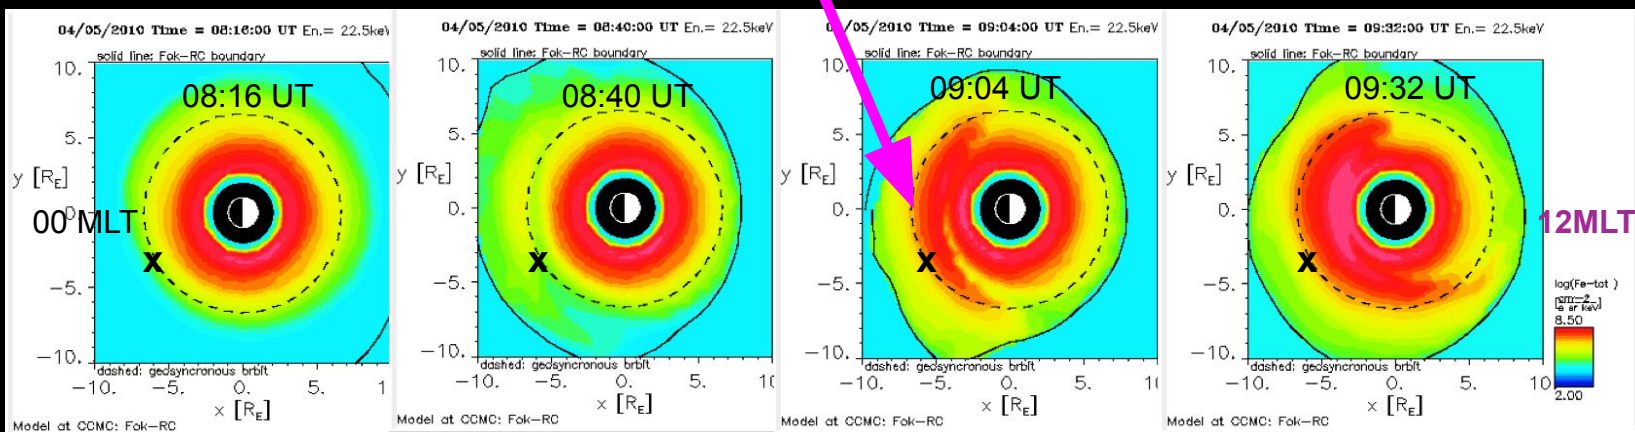 04/05/2010 Time = 08:16:00 UT En.= 22.5keV
solid line: Fok-RC boundary
10.
08:16 UT
5.
y [RE]
00 MLT
0.
x
-5.
-10.
dashed: geosyncronous orbit
-10. -5. 0. 5.
x [RE]
Model at CCMC: Fok-RC
04/05/2010 Time = 08:40:00 UT En.= 22.5keV
solid line: Fok-RC boundary
10.
08:40 UT
5.
y [RE]
0.
x
-5.
-10.
dashed: geosyncronous orbit
-10. -5. 0. 5. 10
x [RE]
Model at CCMC: Fok-RC
04/05/2010 Time = 09:04:00 UT En.= 22.5keV
solid line: Fok-RC boundary
10.
09:04 UT
5.
y [RE]
0.
x
-5.
-10.
dashed: geosyncronous orbit
-10. -5. 0. 5. 10
x [RE]
Model at CCMC: Fok-RC
04/05/2010 Time = 09:32:00 UT En.= 22.5keV
solid line: Fok-RC boundary
10.
09:32 UT
5.
y [RE]
0.
12MLT
x
-5.
-10.
dashed: geosyncronous orbit
-10. -5. 0. 5. 10
x [RE]
Model at CCMC: Fok-RC
log(Fe-tot )
8.50
2.00